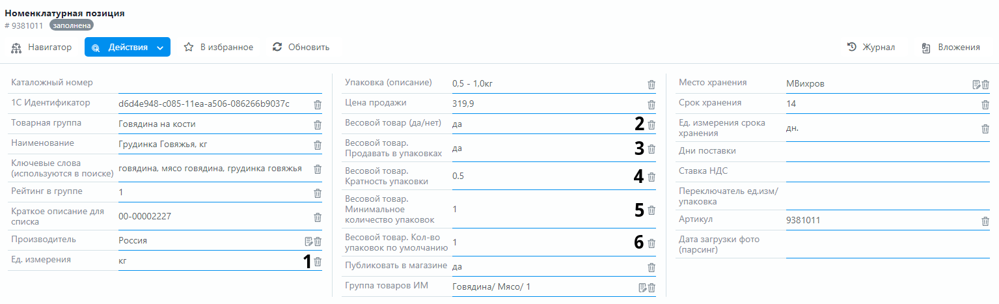 Номенклатурная позиция
# 9381011 заполнена
Навигатор Действия В избранное Обновить Журнал Вложения
Каталожный номер
1С Идентификатор d6d4e948-c085-11ea-a506-086266b9037c
Товарная группа Говядина на кости
Наименование Грудинка Говяжья, кг
Ключевые слова
(используются в поиске) говядина, мясо говядина, грудинка говяжья
Рейтинг в группе 1
Краткое описание для
списка 00-00002227
Производитель Россия
Ед. измерения кг 1
Упаковка (описание) 0,5 - 1,0кг
Цена продажи 319,9
Весовой товар (да/нет) да 2
Весовой товар.
Продавать в упаковках да 3
Весовой товар.
Кратность упаковки 0.5 4
Весовой товар.
Минимальное
количество упаковок 1 5
Весовой товар. Кол-во
упаковок по умолчанию 1 6
Публиковать в магазине да
Группа товаров ИМ Говядина/ Мясо/ 1
Место хранения МВихров
Срок хранения 14
Ед. измерения срока
хранения дн.
Дни поставки
Ставка НДС
Переключатель ед.изм/
упаковка
Артикул 9381011
Дата загрузки фото
(парсинг)